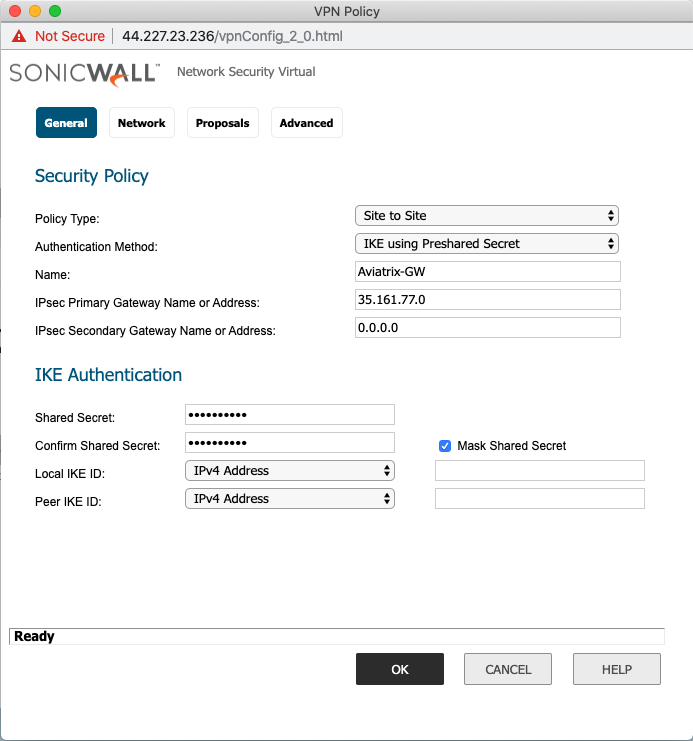 VPN Policy
Not Secure 44.227.23.236/vpnConfig_2_0.html
SONICWALL™ Network Security Virtual
General Network Proposals Advanced
Security Policy
Policy Type: Site to Site
Authentication Method: IKE using Preshared Secret
Name: Aviatrix-GW
IPsec Primary Gateway Name or Address: 35.161.77.0
IPsec Secondary Gateway Name or Address: 0.0.0.0
IKE Authentication
Shared Secret: ••••••••••
Confirm Shared Secret: •••••••••• Mask Shared Secret
Local IKE ID: IPv4 Address
Peer IKE ID: IPv4 Address
Ready
OK CANCEL HELP